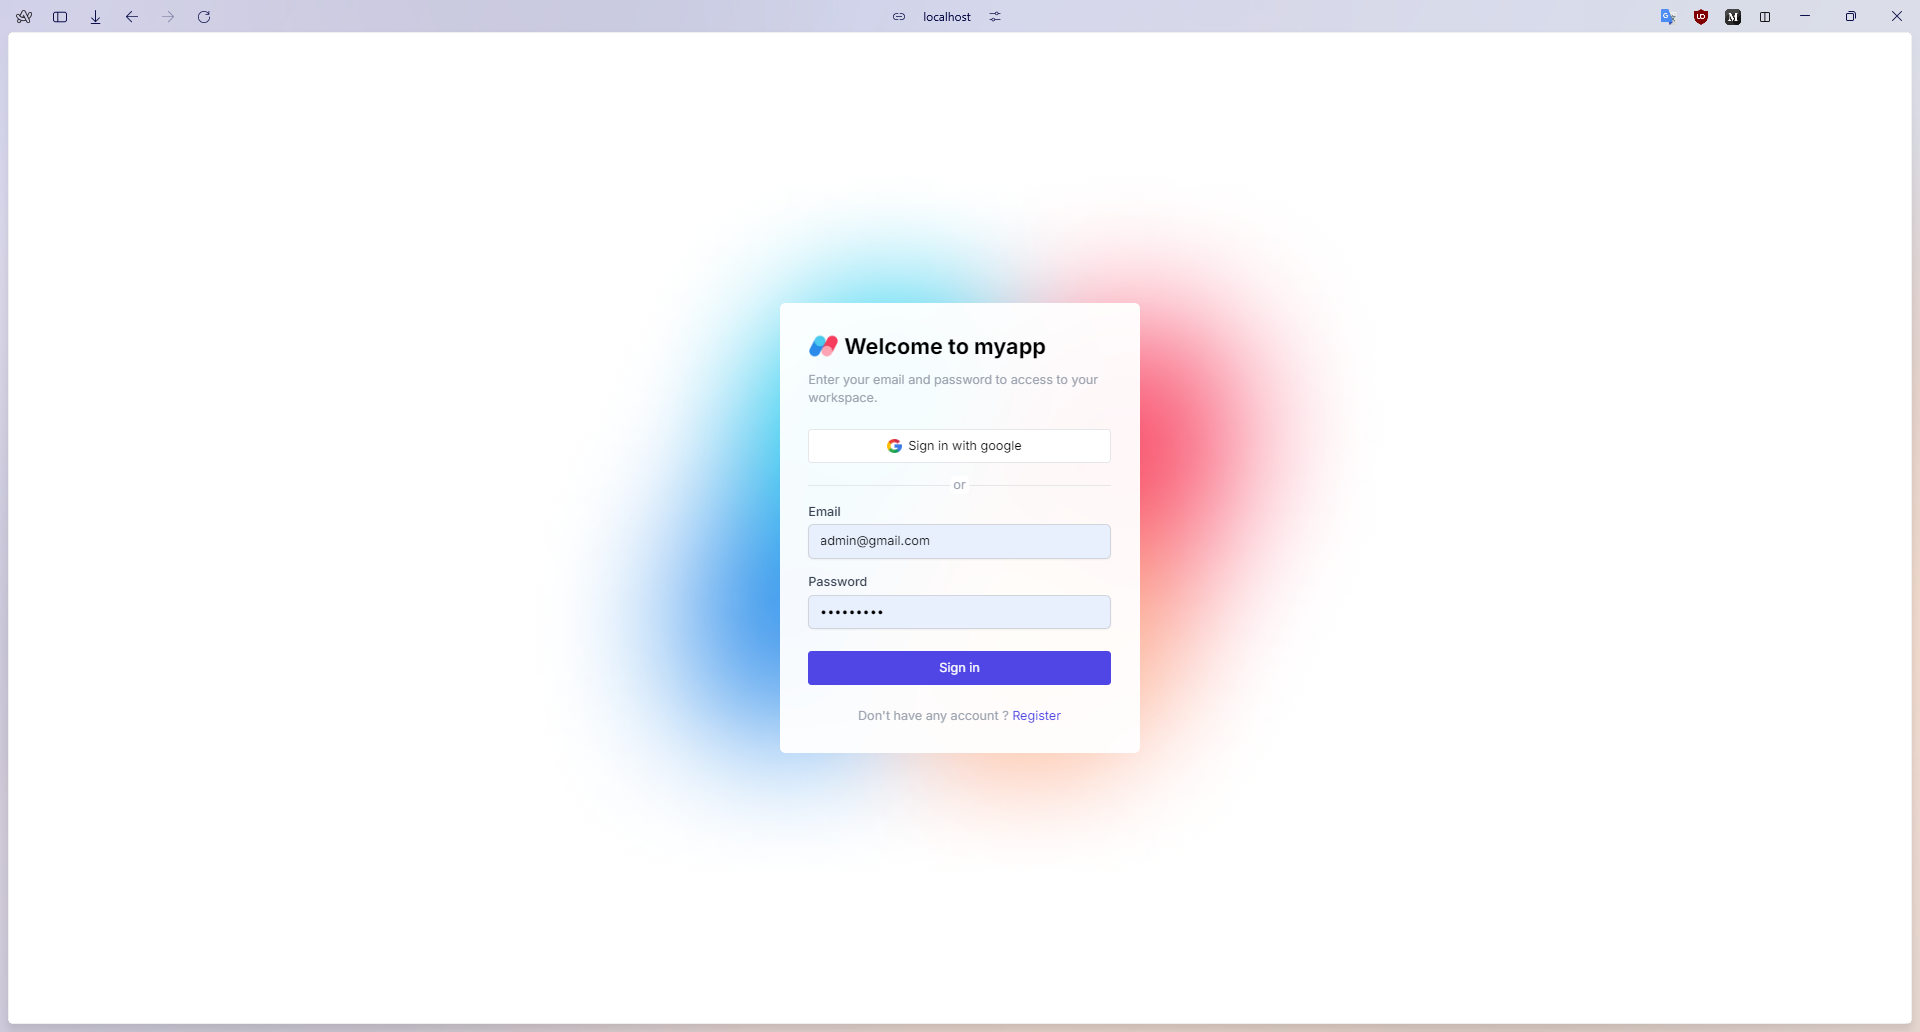 localhost
Welcome to myapp
Enter your email and password to access to your
workspace.
Sign in with google
or
Email
admin@gmail.com
Password
•••••••••
Sign in
Don't have any account ? Register